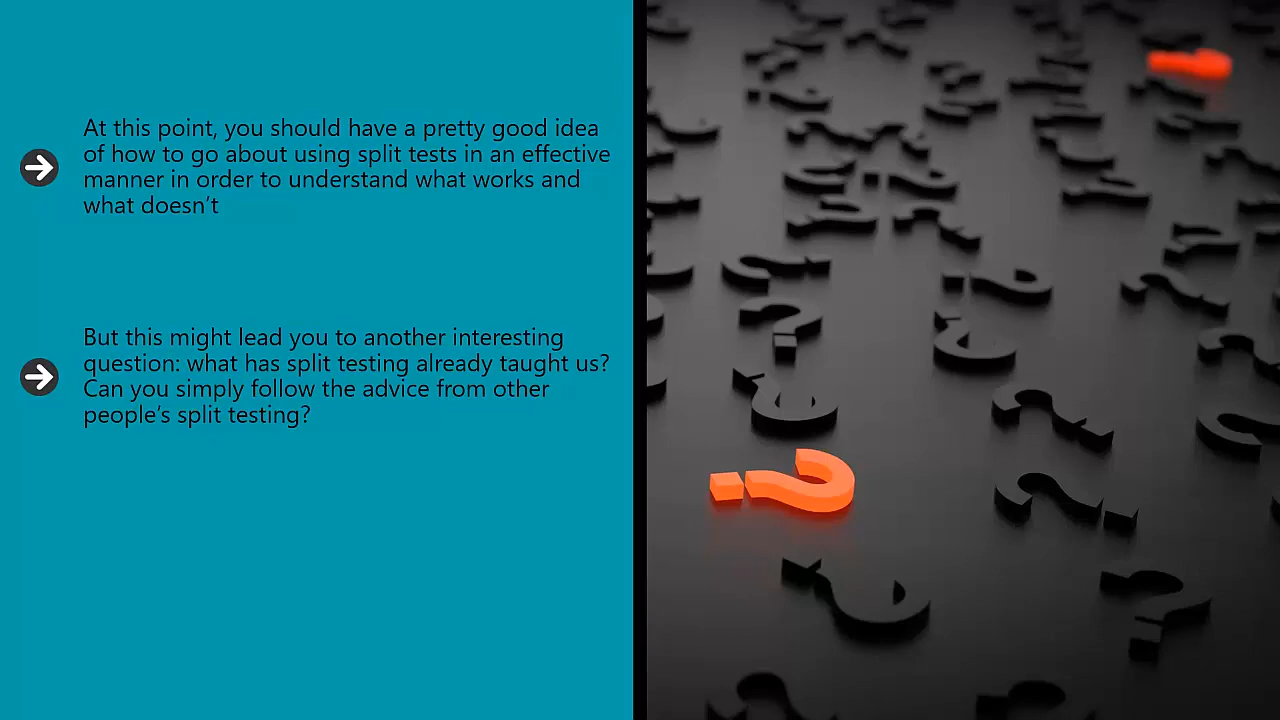 At this point, you should have a pretty good idea
of how to go about using split tests in an effective
manner in order to understand what works and
what doesn’t
But this might lead you to another interesting
question: what has split testing already taught us?
Can you simply follow the advice from other
people’s split testing?